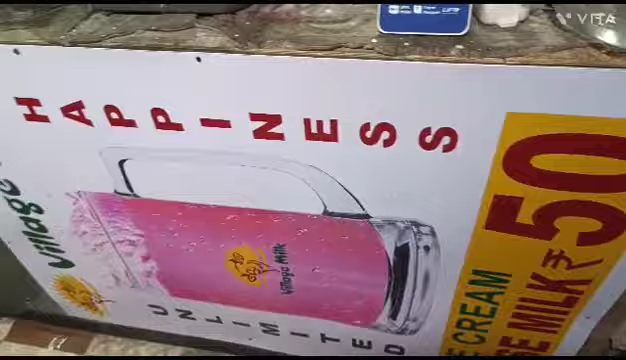 HAPPINESS
Village
Village Milk
UNLIMITED
CREAM
MILK ₹ 50
VITA